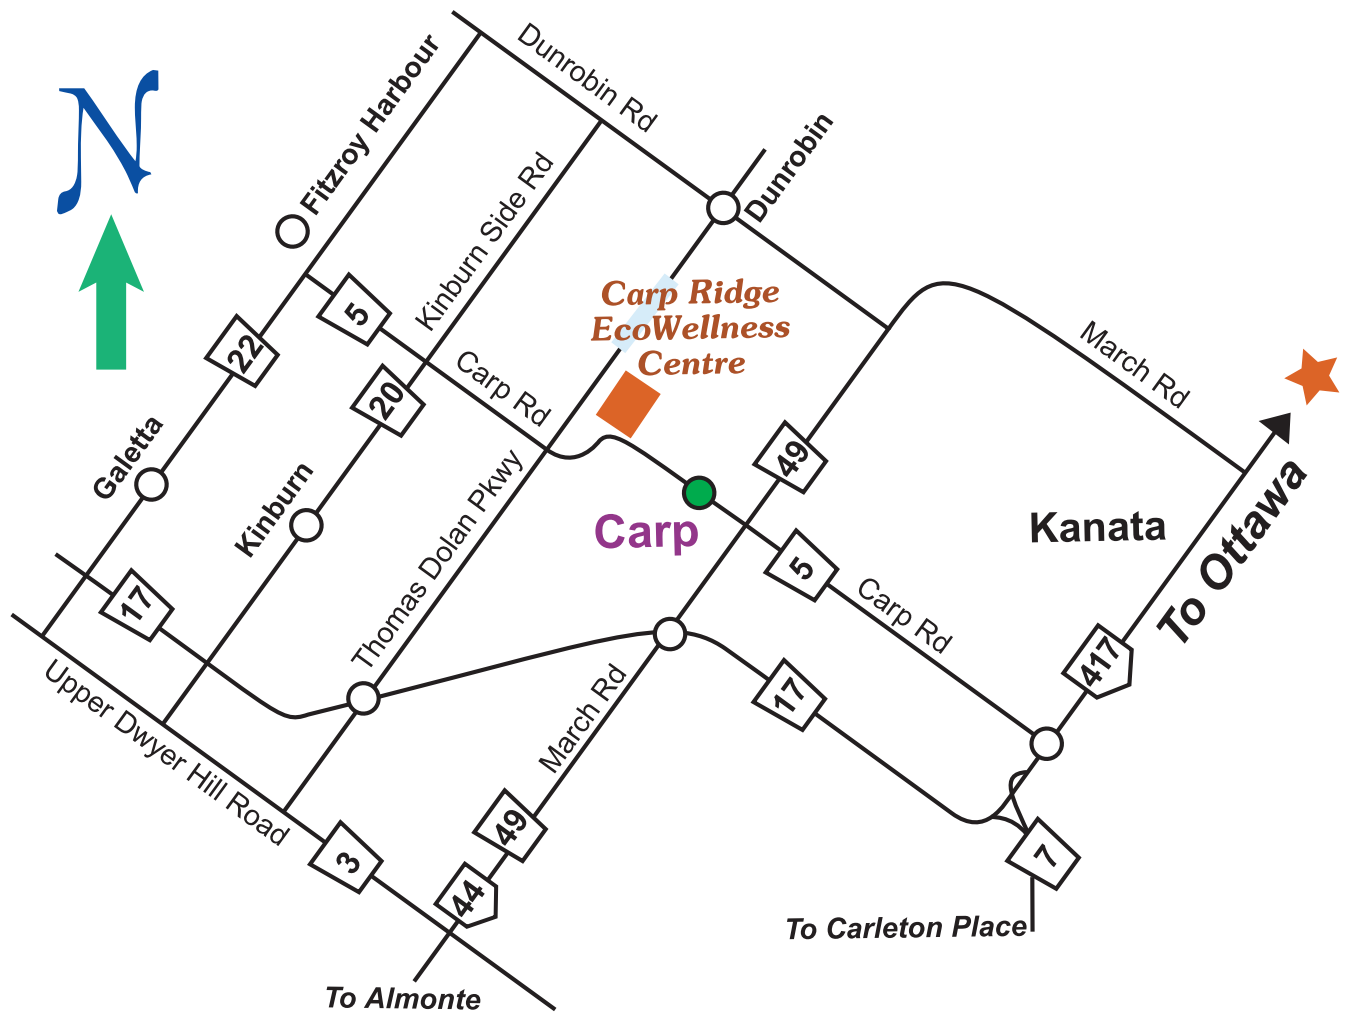 N
Dunrobin Rd
Fitzroy Harbour
Dunrobin
Kinburn Side Rd
Carp Ridge
EcoWellness
Centre
5
22
March Rd
Carp Rd
20
Galetta
49
Kinburn
Thomas Dolan Pkwy
Carp
Kanata
To Ottawa
5
17
Carp Rd
417
17
March Rd
Upper Dwyer Hill Road
49
3
7
44
To Carleton Place
To Almonte